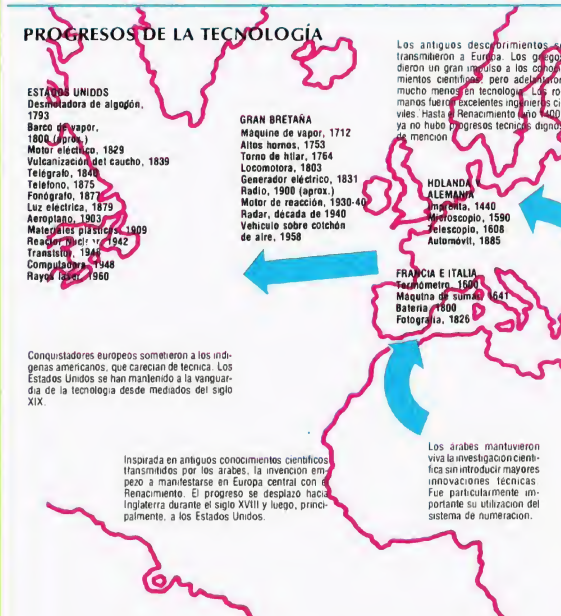 PROGRESOS DE LA TECNOLOGÍA
Los antiguos descubrimientos se
transmitieron a Europa. Los griegos
dieron un gran impulso a los conoci-
mientos científicos, pero adelantaron
mucho menos en tecnología. Los ro-
manos fueron excelentes ingenieros ci-
viles. Hasta el Renacimiento (año 1400)
ya no hubo progresos técnicos dignos
de mención
ESTADOS UNIDOS
Desmotadora de algodón,
1793
Barco de vapor,
1800 (aprox.)
Motor eléctrico, 1829
Vulcanización del caucho, 1839
Telégrafo, 1840
Teléfono, 1875
Fonógrafo, 1877
Luz eléctrica, 1879
Aeroplano, 1903
Materiales plásticos, 1909
Reactor nuclear, 1942
Transistor, 1948
Computadora, 1948
Rayos láser, 1960
GRAN BRETAÑA
Máquina de vapor, 1712
Altos hornos, 1753
Torno de hilar, 1764
Locomotora, 1803
Generador eléctrico, 1831
Radio, 1900 (aprox.)
Motor de reacción, 1930-40
Radar, década de 1940
Vehículo sobre colchón
de aire, 1958
HOLANDA Y
ALEMANIA
Imprenta, 1440
Microscopio, 1590
Telescopio, 1608
Automóvil, 1885
FRANCIA E ITALIA
Termómetro, 1600
Máquina de sumar, 1641
Batería, 1800
Fotografía, 1826
Conquistadores europeos sometieron a los indí-
genas americanos, que carecían de técnica. Los
Estados Unidos se han mantenido a la vanguar-
dia de la tecnología desde mediados del siglo
XIX.
Inspirada en antiguos conocimientos científicos
transmitidos por los árabes, la invención em-
pezó a manifestarse en Europa central con el
Renacimiento. El progreso se desplazó hacia
Inglaterra durante el siglo XVIII y luego, princi-
palmente, a los Estados Unidos.
Los árabes mantuvieron
viva la investigación cientí-
fica sin introducir mayores
innovaciones técnicas
Fue particularmente im-
portante su utilización del
sistema de numeración.